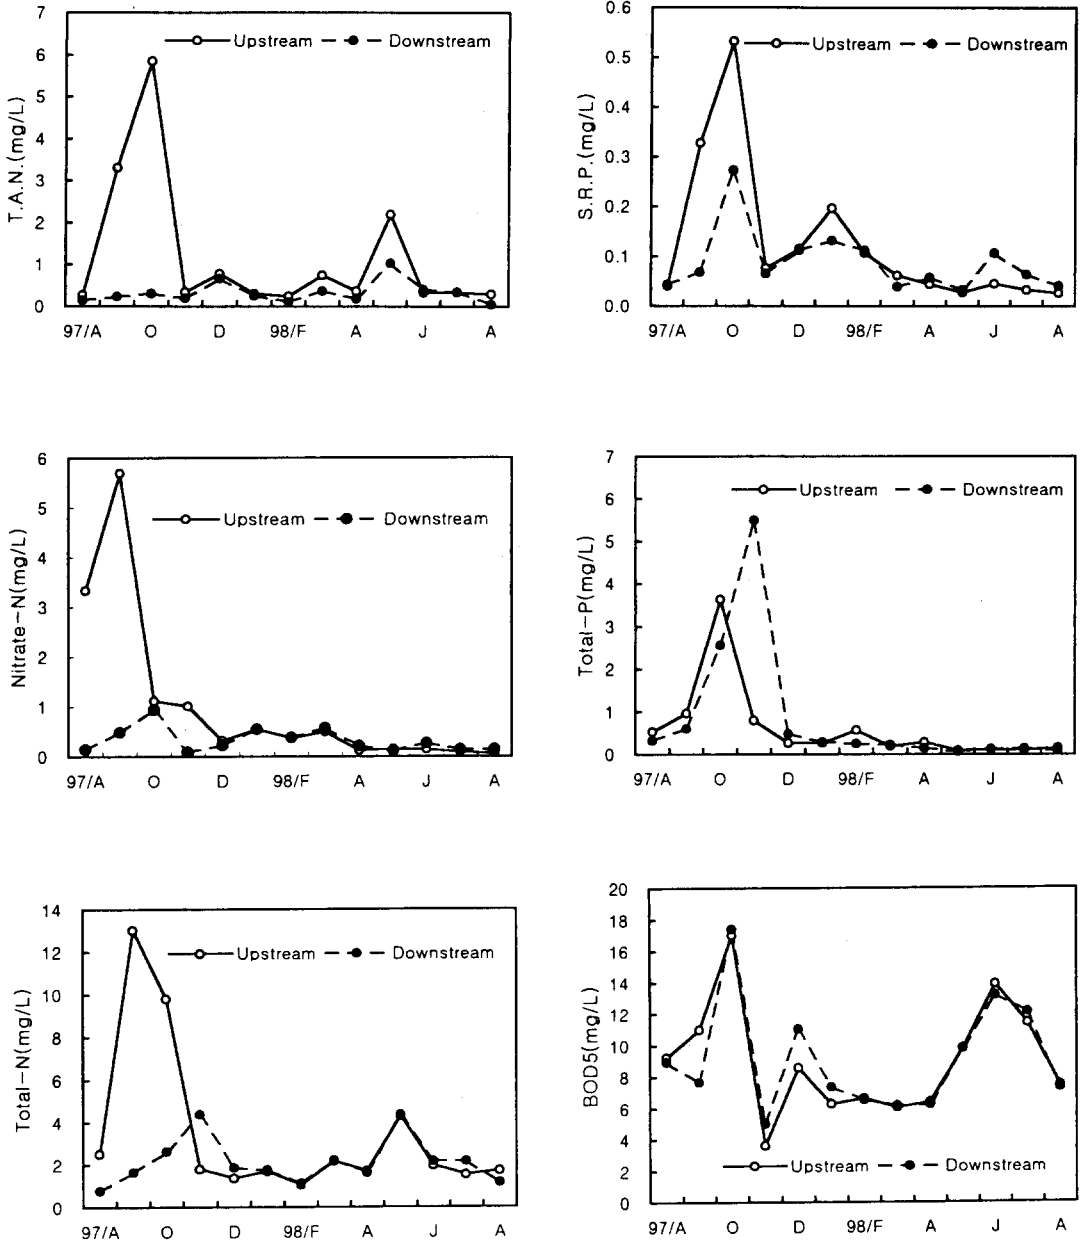 T.A.N.(mg/L)
7
6
5
4
3
2
1
0
Upstream Downstream
97/A O D 98/F A J A
S.R.P.(mg/L)
0.6
0.5
0.4
0.3
0.2
0.1
0.0
Upstream Downstream
97/A O D 98/F A J A
Nitrate-N(mg/L)
6
5
4
3
2
1
0
Upstream Downstream
97/A O D 98/F A J A
Total-P(mg/L)
7
6
5
4
3
2
1
0
Upstream Downstream
97/A O D 98/F A J A
Total-N(mg/L)
14
12
10
8
6
4
2
0
Upstream Downstream
97/A O D 98/F A J A
BOD5(mg/L)
20
18
16
14
12
10
8
6
4
2
0
Upstream Downstream
97/A O D 98/F A J A